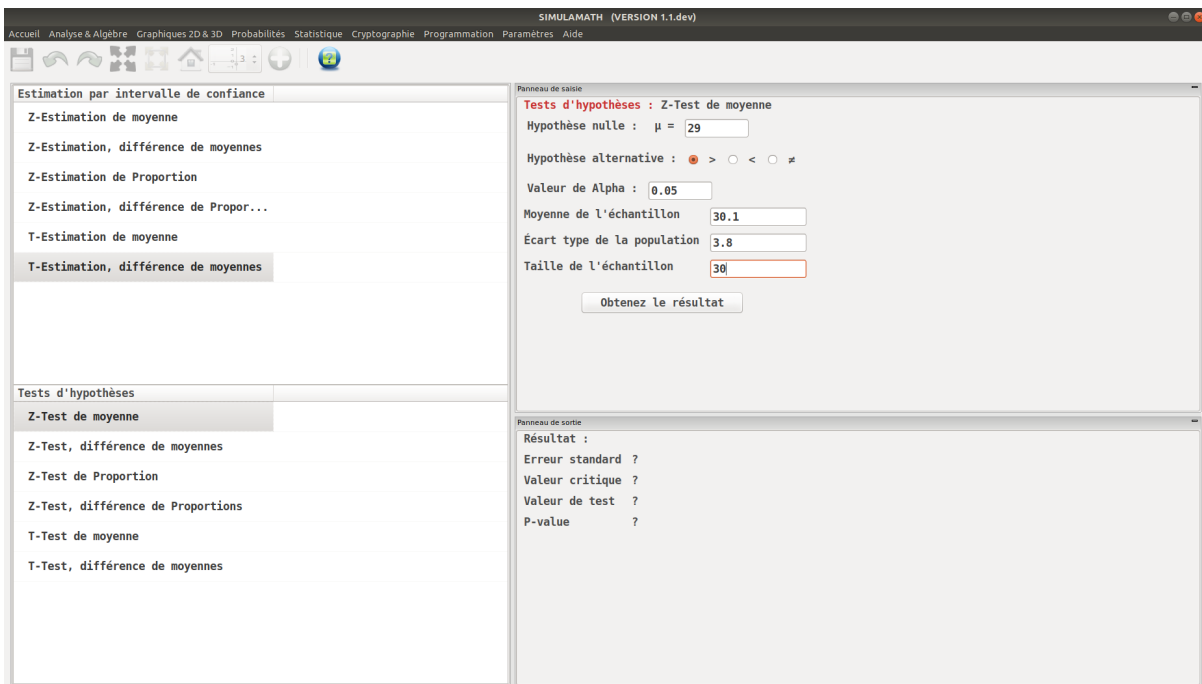 SIMULAMATH (VERSION 1.1.dev)
Accueil Analyse & Algèbre Graphiques 2D & 3D Probabilités Statistique Cryptographie Programmation Paramètres Aide
3
Estimation par intervalle de confiance
Z-Estimation de moyenne
Z-Estimation, différence de moyennes
Z-Estimation de Proportion
Z-Estimation, différence de Propor...
T-Estimation de moyenne
T-Estimation, différence de moyennes
Tests d'hypothèses
Z-Test de moyenne
Z-Test, différence de moyennes
Z-Test de Proportion
Z-Test, différence de Proportions
T-Test de moyenne
T-Test, différence de moyennes
Panneau de saisie
Tests d'hypothèses : Z-Test de moyenne
Hypothèse nulle : μ = 29
Hypothèse alternative : > < ≠
Valeur de Alpha : 0.05
Moyenne de l'échantillon 30.1
Écart type de la population 3.8
Taille de l'échantillon 30
Obtenez le résultat
Panneau de sortie
Résultat :
Erreur standard ?
Valeur critique ?
Valeur de test ?
P-value ?